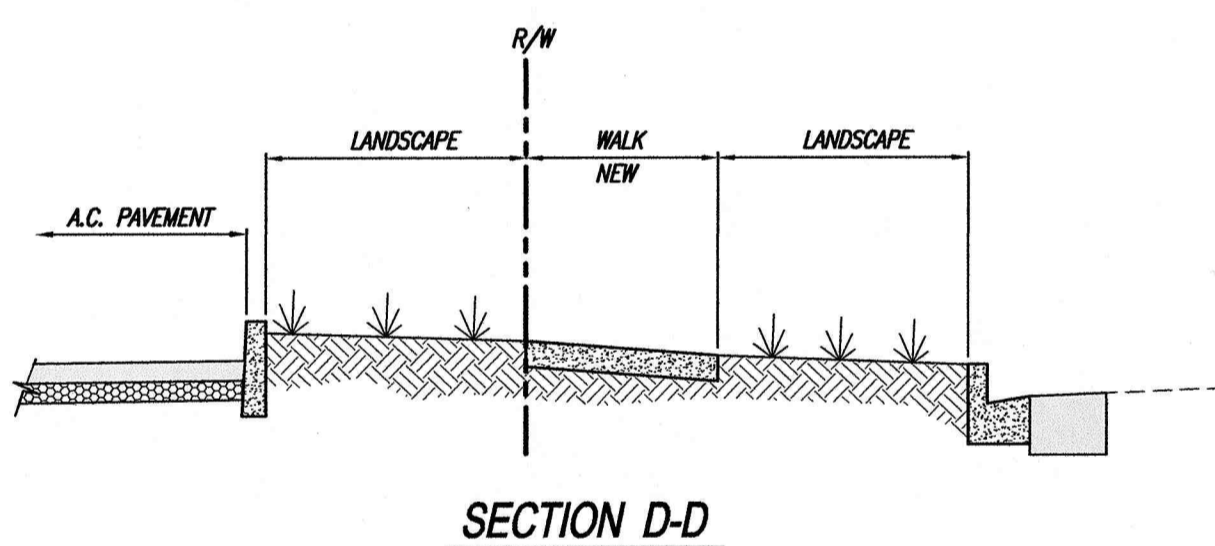 R/W
LANDSCAPE
WALK
NEW
LANDSCAPE
A.C. PAVEMENT
SECTION D-D